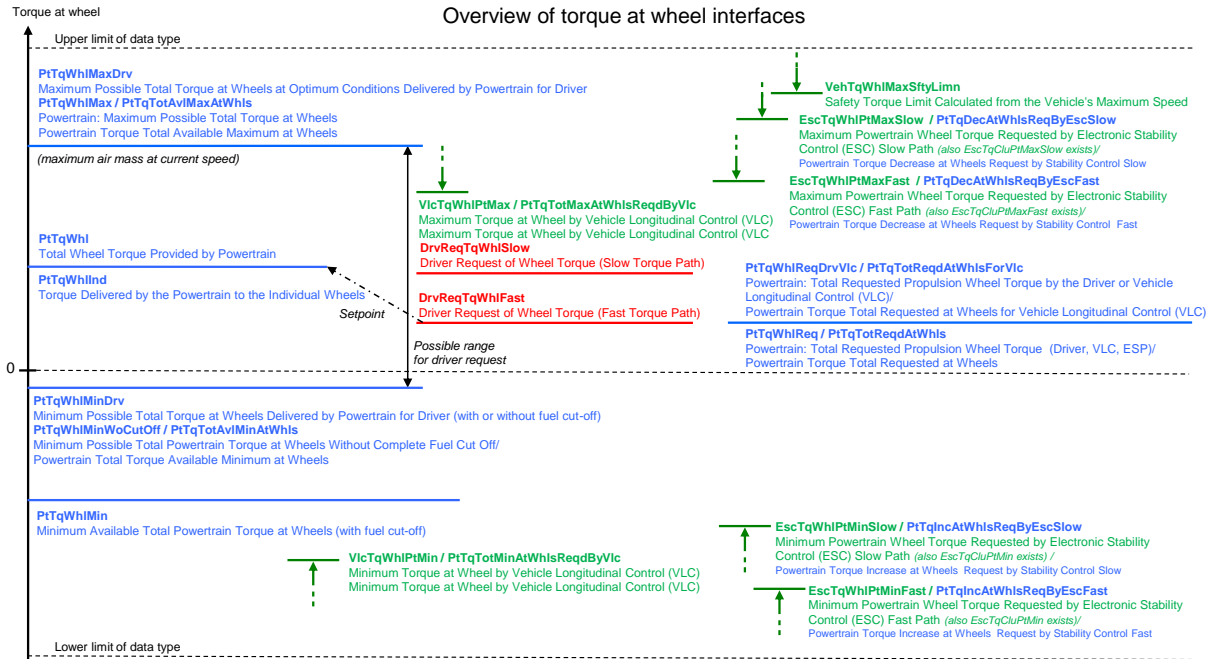 Torque at wheel
Overview of torque at wheel interfaces
Upper limit of data type
PtTqWhlMaxDrv
Maximum Possible Total Torque at Wheels at Optimum Conditions Delivered by Powertrain for Driver
PtTqWhlMax / PtTqTotAvlMaxAtWhls
Powertrain: Maximum Possible Total Torque at Wheels
Powertrain Torque Total Available Maximum at Wheels
(maximum air mass at current speed)
VehTqWhlMaxSftyLimn
Safety Torque Limit Calculated from the Vehicle's Maximum Speed
EscTqWhlPtMaxSlow / PtTqDecAtWhlsReqByEscSlow
Maximum Powertrain Wheel Torque Requested by Electronic Stability
Control (ESC) Slow Path (also EscTqCluPtMaxSlow exists)/
Powertrain Torque Decrease at Wheels Request by Stability Control Slow
EscTqWhlPtMaxFast / PtTqDecAtWhlsReqByEscFast
Maximum Powertrain Wheel Torque Requested by Electronic Stability
Control (ESC) Fast Path (also EscTqCluPtMaxFast exists)/
Powertrain Torque Decrease at Wheels Request by Stability Control Fast
VlcTqWhlPtMax / PtTqTotMaxAtWhlsReqdByVlc
Maximum Torque at Wheel by Vehicle Longitudinal Control (VLC)
Maximum Torque at Wheel by Vehicle Longitudinal Control (VLC
DrvReqTqWhlSlow
Driver Request of Wheel Torque (Slow Torque Path)
PtTqWhl
Total Wheel Torque Provided by Powertrain
PtTqWhlInd
Torque Delivered by the Powertrain to the Individual Wheels
Setpoint
DrvReqTqWhlFast
Driver Request of Wheel Torque (Fast Torque Path)
Possible range
for driver request
PtTqWhlReqDrvVlc / PtTqTotReqdAtWhlsForVlc
Powertrain: Total Requested Propulsion Wheel Torque by the Driver or Vehicle
Longitudinal Control (VLC)/
Powertrain Torque Total Requested at Wheels for Vehicle Longitudinal Control (VLC)
PtTqWhlReq / PtTqTotReqdAtWhls
Powertrain: Total Requested Propulsion Wheel Torque (Driver, VLC, ESP)/
Powertrain Torque Total Requested at Wheels
0
PtTqWhlMinDrv
Minimum Possible Total Torque at Wheels Delivered by Powertrain for Driver (with or without fuel cut-off)
PtTqWhlMinWoCutOff / PtTqTotAvlMinAtWhls
Minimum Possible Total Powertrain Torque at Wheels Without Complete Fuel Cut Off/
Powertrain Total Torque Available Minimum at Wheels
PtTqWhlMin
Minimum Available Total Powertrain Torque at Wheels (with fuel cut-off)
VlcTqWhlPtMin / PtTqTotMinAtWhlsReqdByVlc
Minimum Torque at Wheel by Vehicle Longitudinal Control (VLC)
Minimum Torque at Wheel by Vehicle Longitudinal Control (VLC)
EscTqWhlPtMinSlow / PtTqIncAtWhlsReqByEscSlow
Minimum Powertrain Wheel Torque Requested by Electronic Stability
Control (ESC) Slow Path (also EscTqCluPtMin exists) /
Powertrain Torque Increase at Wheels Request by Stability Control Slow
EscTqWhlPtMinFast / PtTqIncAtWhlsReqByEscFast
Minimum Powertrain Wheel Torque Requested by Electronic Stability
Control (ESC) Fast Path (also EscTqCluPtMin exists)/
Powertrain Torque Increase at Wheels Request by Stability Control Fast
Lower limit of data type